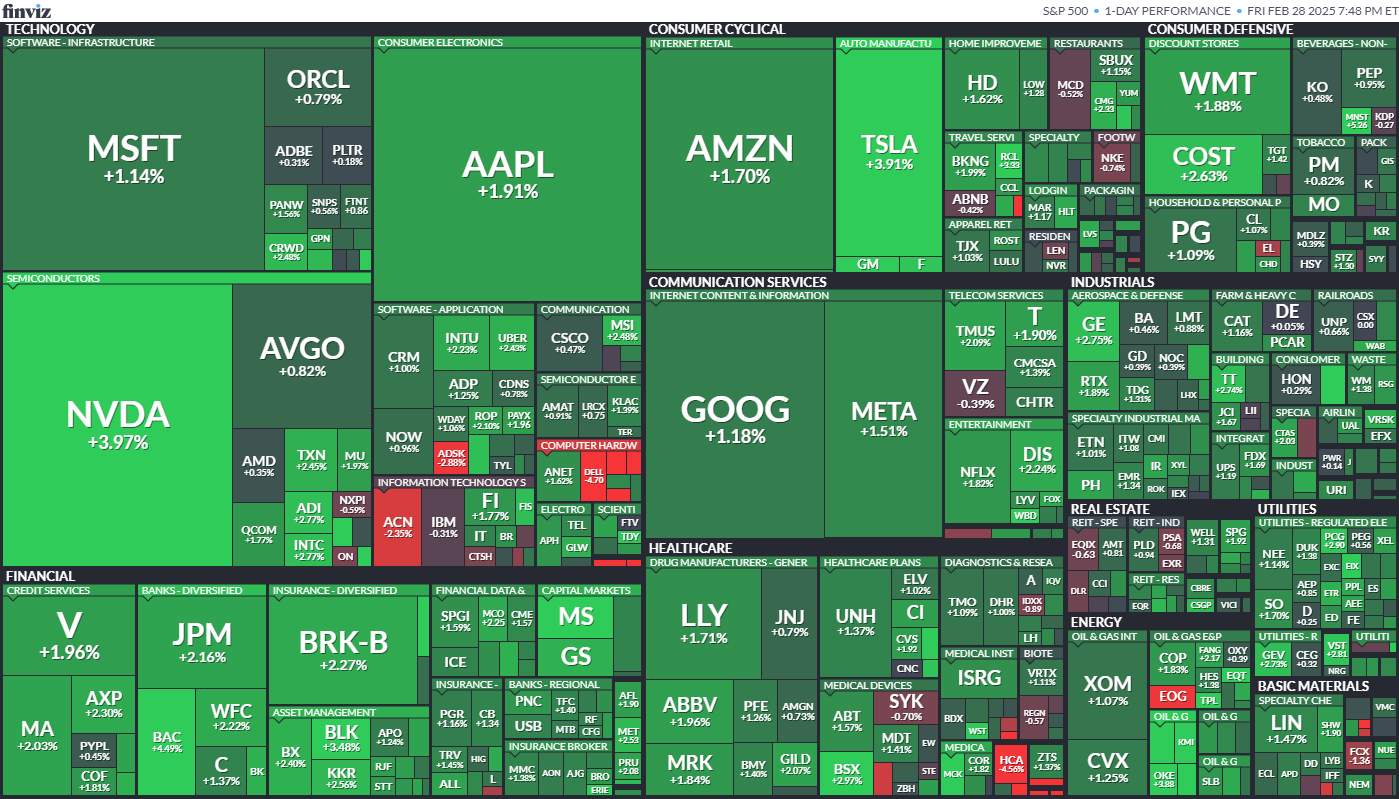 finviz
S&P 500 • 1-DAY PERFORMANCE • FRI FEB 28 2025 7:48 PM ET
TECHNOLOGY
SOFTWARE - INFRASTRUCTURE
MSFT
+1.14%
ORCL
+0.79%
ADBE
+0.31%
PLTR
+0.18%
PANW
+1.56%
SNPS
+0.56%
FTNT
+0.86
CRWD
+2.48%
GPN
CONSUMER ELECTRONICS
AAPL
+1.91%
SEMICONDUCTORS
NVDA
+3.97%
AVGO
+0.82%
AMD
+0.35%
TXN
+2.45%
MU
+1.97%
QCOM
+1.77%
ADI
+2.77%
NXPI
-0.59%
INTC
+2.77%
ON
SOFTWARE - APPLICATION
CRM
+1.00%
INTU
+2.23%
UBER
+2.43%
ADP
+1.25%
CDNS
+0.78%
NOW
+0.96%
WDAY
+1.06%
ROP
+2.10%
PAYX
+1.96
ADSK
-2.88%
TYL
COMMUNICATION
CSCO
+0.47%
MSI
+2.48%
SEMICONDUCTOR E
AMAT
+0.91%
LRCX
+0.75
KLAC
+1.39%
TER
COMPUTER HARDW
ANET
+1.62%
DELL
-4.70
INFORMATION TECHNOLOGY S
ACN
-2.35%
IBM
-0.31%
FI
+1.77%
FIS
IT
BR
CTSH
ELECTRO
APH
TEL
GLW
SCIENTI
FTV
TDY
CONSUMER CYCLICAL
INTERNET RETAIL
AMZN
+1.70%
AUTO MANUFACTU
TSLA
+3.91%
GM
F
HOME IMPROVEME
HD
+1.62%
LOW
+1.28
RESTAURANTS
MCD
-0.52%
SBUX
+1.15%
CMG
+2.33
YUM
TRAVEL SERVI
BKNG
+1.99%
RCL
+3.33
ABNB
-0.42%
CCL
SPECIALTY
FOOTW
NKE
-0.74%
LODGIN
MAR
+1.17
HLT
PACKAGIN
APPAREL RET
TJX
+1.03%
ROST
LULU
RESIDEN
LEN
NVR
LVS
CONSUMER DEFENSIVE
DISCOUNT STORES
WMT
+1.88%
COST
+2.63%
TGT
+1.42
BEVERAGES - NON-
KO
+0.48%
PEP
+0.95%
MNST
+5.26
KDP
-0.27
TOBACCO
PM
+0.82%
MO
PACK
GIS
K
HOUSEHOLD & PERSONAL P
PG
+1.09%
CL
+1.07%
EL
CHD
MDLZ
+0.39%
HSY
STZ
+1.30
KR
SYY
COMMUNICATION SERVICES
INTERNET CONTENT & INFORMATION
GOOG
+1.18%
META
+1.51%
TELECOM SERVICES
TMUS
+2.09%
T
+1.90%
VZ
-0.39%
CMCSA
+1.39%
CHTR
ENTERTAINMENT
NFLX
+1.82%
DIS
+2.24%
LYV
FOX
WBD
INDUSTRIALS
AEROSPACE & DEFENSE
GE
+2.75%
BA
+0.46%
LMT
+0.88%
RTX
+1.89%
GD
+0.39%
NOC
+0.39%
TDG
+1.31%
LHX
FARM & HEAVY C
CAT
+1.16%
DE
+0.05%
PCAR
RAILROADS
UNP
+0.66%
CSX
0.00
WAB
BUILDING
TT
+2.74%
JCI
+1.67
LII
CONGLOMER
HON
+0.29%
WASTE
WM
+1.38
RSG
SPECIALTY INDUSTRIAL MA
ETN
+1.01%
ITW
+1.08
CMI
PH
EMR
+1.34
IR
XYL
ROK
IEX
INTEGRAT
UPS
+1.19
FDX
+1.69
SPECIA
CTAS
+2.03
AIRLIN
UAL
VRSK
EFX
INDUST
PWR
+0.14
J
URI
REAL ESTATE
REIT - SPE
EQIX
-0.63
AMT
+0.81
DLR
CCI
REIT - IND
PLD
+0.94
PSA
-0.68
EXR
REIT - RES
EQR
WELL
+1.31
SPG
+1.92
CBRE
CSGP
VICI
UTILITIES
UTILITIES - REGULATED ELE
NEE
+1.14%
DUK
+1.38
PCG
+2.90
PEG
+0.56
XEL
EXC
EIX
SO
+1.70%
AEP
+0.85
ETR
PPL
ES
AEE
D
+0.25
ED
FE
UTILITIES - R
GEV
+2.73%
CEG
+0.32
VST
+2.81
NRG
UTILITI
FINANCIAL
CREDIT SERVICES
V
+1.96%
MA
+2.03%
AXP
+2.30%
PYPL
+0.45%
COF
+1.81%
BANKS - DIVERSIFIED
JPM
+2.16%
BAC
+4.49%
WFC
+2.22%
C
+1.37%
BK
INSURANCE - DIVERSIFIED
BRK-B
+2.27%
ASSET MANAGEMENT
BX
+2.40%
BLK
+3.48%
KKR
+2.56%
APO
+1.24%
RJF
STT
FINANCIAL DATA &
SPGI
+1.59%
MCO
+2.25
CME
+1.57
ICE
CAPITAL MARKETS
MS
GS
INSURANCE -
PGR
+1.16%
CB
+1.34
TRV
+1.45%
HIG
ALL
L
BANKS - REGIONAL
PNC
USB
TFC
+1.40
MTB
RF
CFG
INSURANCE BROKER
MMC
+1.38%
AON
AJG
BRO
ERIE
AFL
+1.90
MET
+2.53
PRU
+2.08
HEALTHCARE
DRUG MANUFACTURERS - GENER
LLY
+1.71%
JNJ
+0.79%
ABBV
+1.96%
PFE
+1.26%
AMGN
+0.73%
MRK
+1.84%
BMY
+1.40%
GILD
+2.07%
HEALTHCARE PLANS
UNH
+1.37%
ELV
+1.02%
CI
CVS
+1.92
CNC
MEDICAL DEVICES
ABT
+1.57%
SYK
-0.70%
MDT
+1.41%
EW
BSX
+2.97%
STE
ZBH
DIAGNOSTICS & RESEA
TMO
+1.09%
DHR
+1.00%
A
IQV
IDXX
-0.89
LH
MEDICAL INST
ISRG
BDX
WST
BIOTE
VRTX
+1.11%
REGN
-0.57
MEDICA
MCK
COR
+1.82
HCA
-4.56%
ZTS
+1.37%
ENERGY
OIL & GAS INT
XOM
+1.07%
CVX
+1.25%
OIL & GAS E&P
COP
+1.83%
FANG
+2.17
OXY
+0.39
EOG
HES
+1.38
EQT
TPL
OIL & G
KMI
OKE
+3.88
OIL & G
OIL & G
SLB
BASIC MATERIALS
SPECIALTY CHE
LIN
+1.47%
SHW
+1.90
ECL
APD
DD
LYB
IFF
VMC
FCX
-1.36
NUE
NEM